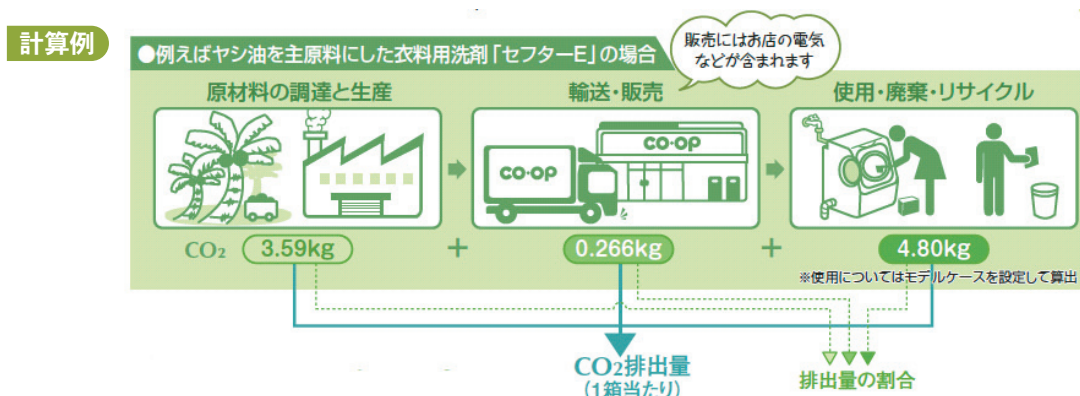 計算例
●例えばヤシ油を主原料にした衣料用洗剤「セフターE」の場合
販売にはお店の電気
などが含まれます
原材料の調達と生産
輸送・販売
使用・廃棄・リサイクル
CO・OP
CO・OP
CO2 3.59kg + 0.266kg + 4.80kg
※使用についてはモデルケースを設定して算出
CO2排出量
(1箱当たり)
排出量の割合